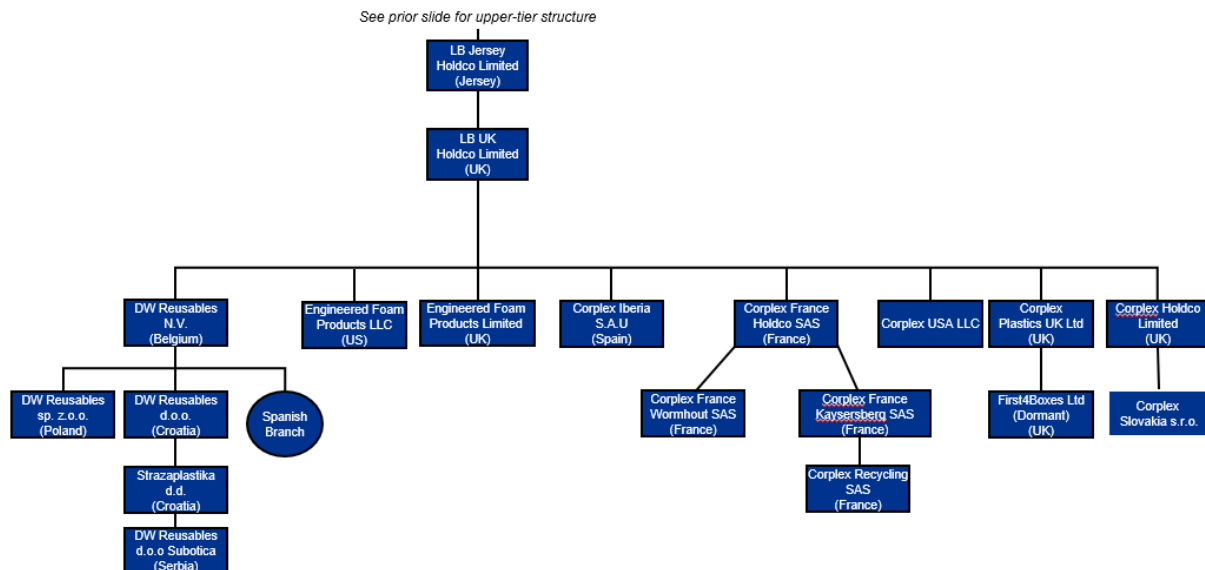 See prior slide for upper-tier structure
LB Jersey
Holdco Limited
(Jersey)
LB UK
Holdco Limited
(UK)
DW Reusables
N.V.
(Belgium)
Engineered Foam
Products LLC
(US)
Engineered Foam
Products Limited
(UK)
Corplex Iberia
S.A.U
(Spain)
Corplex France
Holdco SAS
(France)
Corplex USA LLC
Corplex
Plastics UK Ltd
(UK)
Corplex Holdco
Limited
(UK)
DW Reusables
sp. z.o.o.
(Poland)
DW Reusables
d.o.o.
(Croatia)
Spanish
Branch
Corplex France
Wormhout SAS
(France)
Corplex France
Kaysersberg SAS
(France)
First4Boxes Ltd
(Dormant)
(UK)
Corplex
Slovakia s.r.o.
Strazaplastika
d.d.
(Croatia)
Corplex Recycling
SAS
(France)
DW Reusables
d.o.o Subotica
(Serbia)